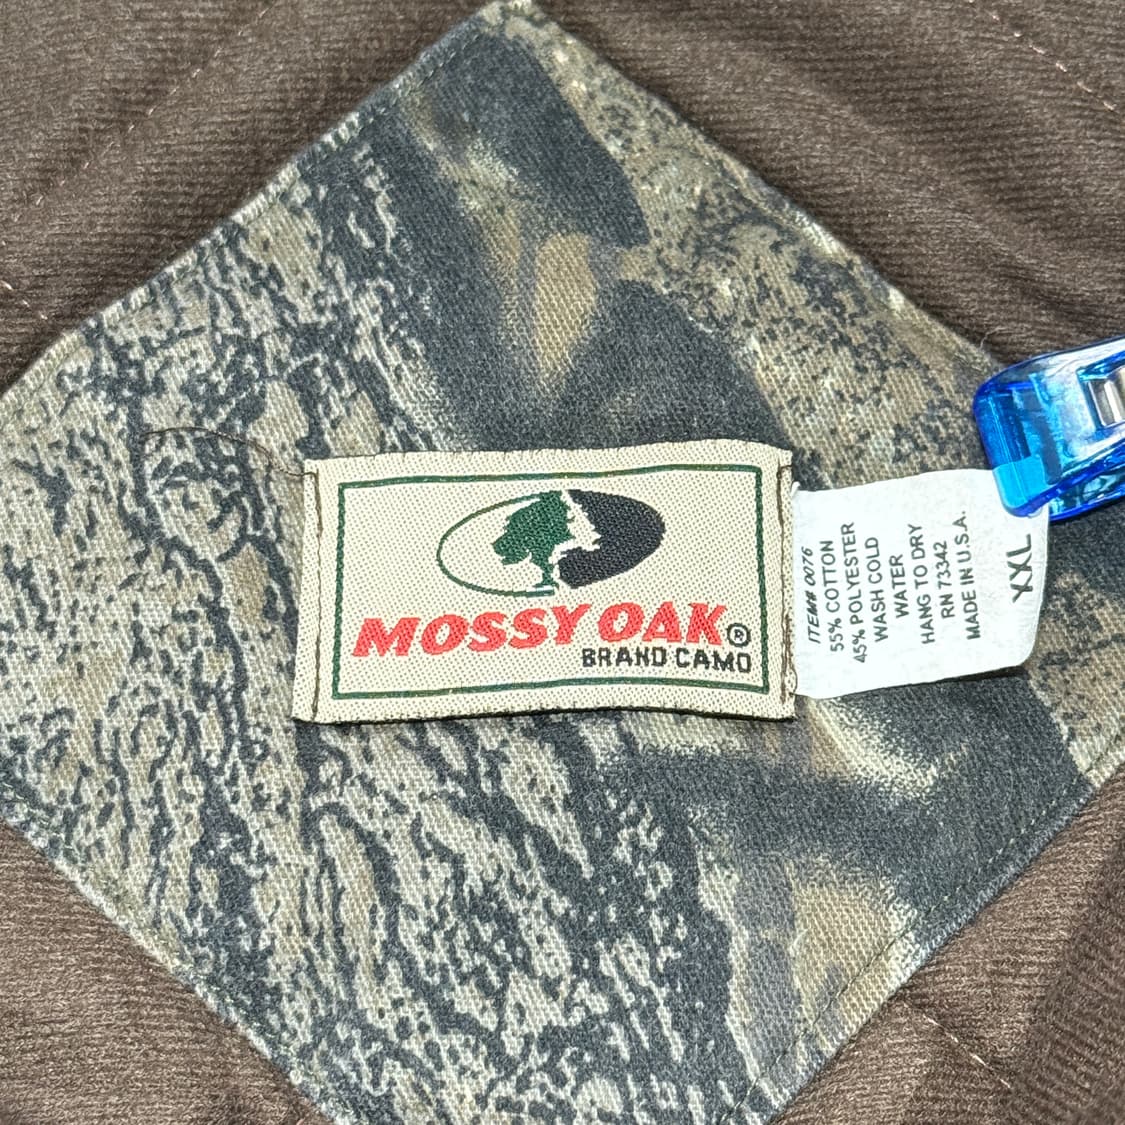 MOSSY OAK®
BRAND CAMO
ITEM# 0076
55% COTTON
45% POLYESTER
WASH COLD
WATER
HANG TO DRY
RN 73342
MADE IN U.S.A.
XXL